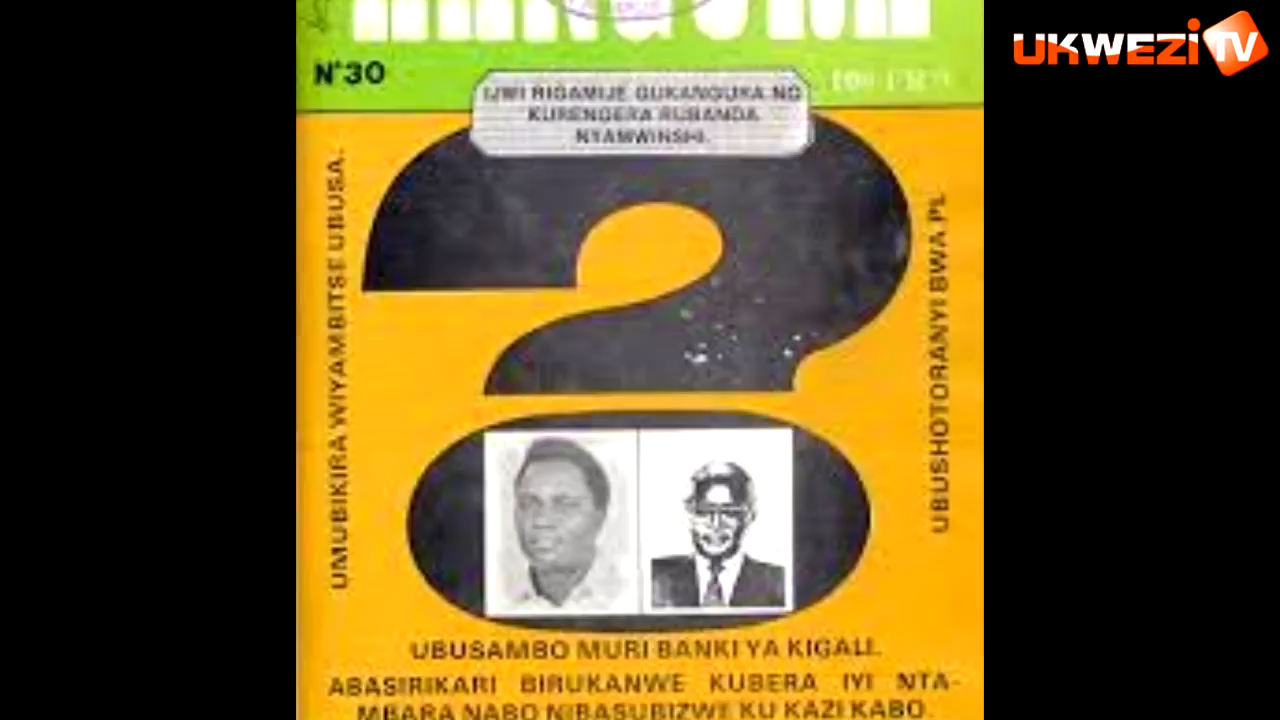 UKWEZI TV
N°30
IJWI RIGAMIJE GUKANGURA NO
KURENGERA RUBANDA
NYAMWINSHI.
UMUBIKIRA WIYAMBITSE UBUSA.
UBUSHOTORANYI BWA PL
UBUSAMBO MURI BANKI YA KIGALI.
ABASIRIKARI BIRUKANWE KUBERA IYI NTA-
MBARA NABO NIBASUBIZWE KU KAZI KABO.